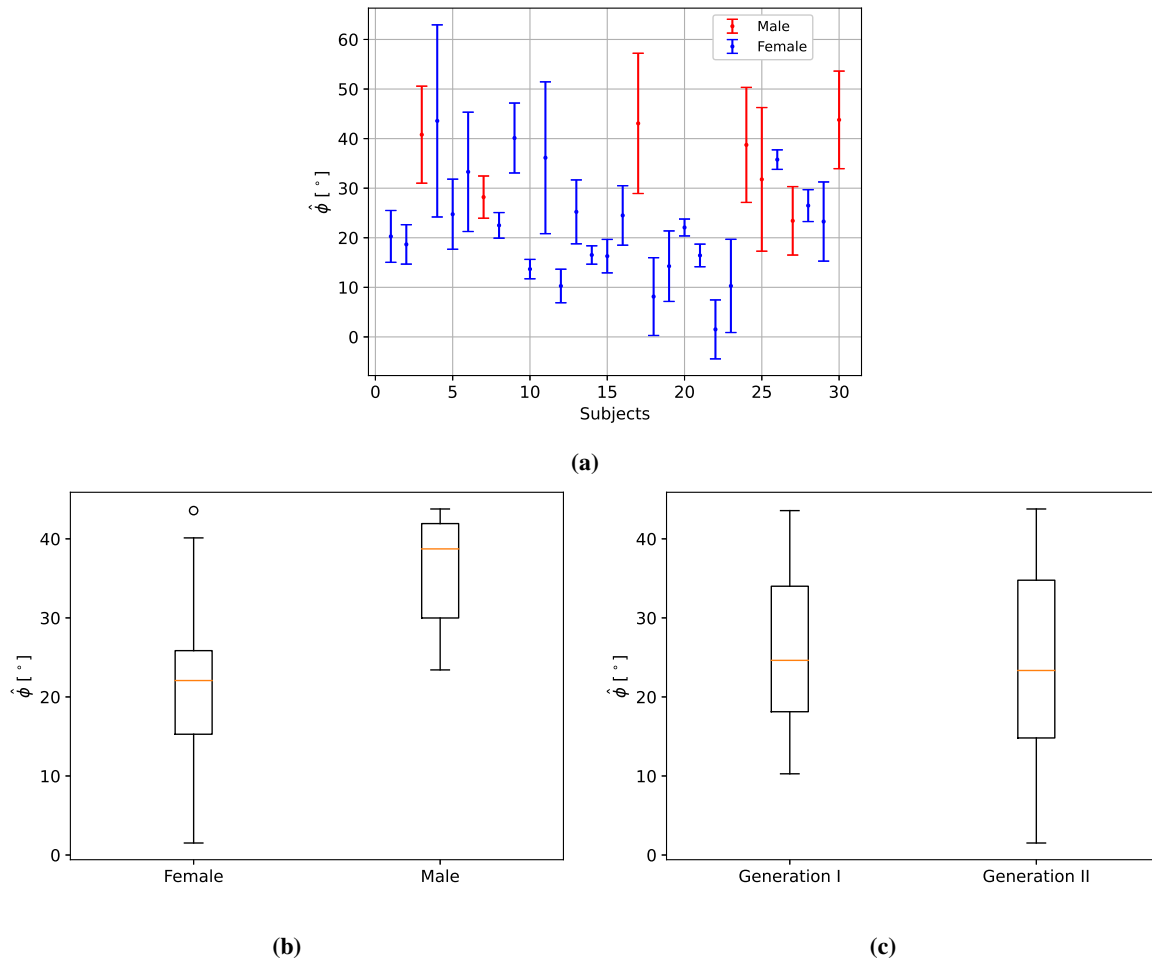 60
50
40
30
20
10
0
φ̂ [°]
Male
Female
0 5 10 15 20 25 30
Subjects
(a)
40
30
20
10
0
φ̂ [°]
Female Male
(b)
40
30
20
10
0
φ̂ [°]
Generation I Generation II
(c)